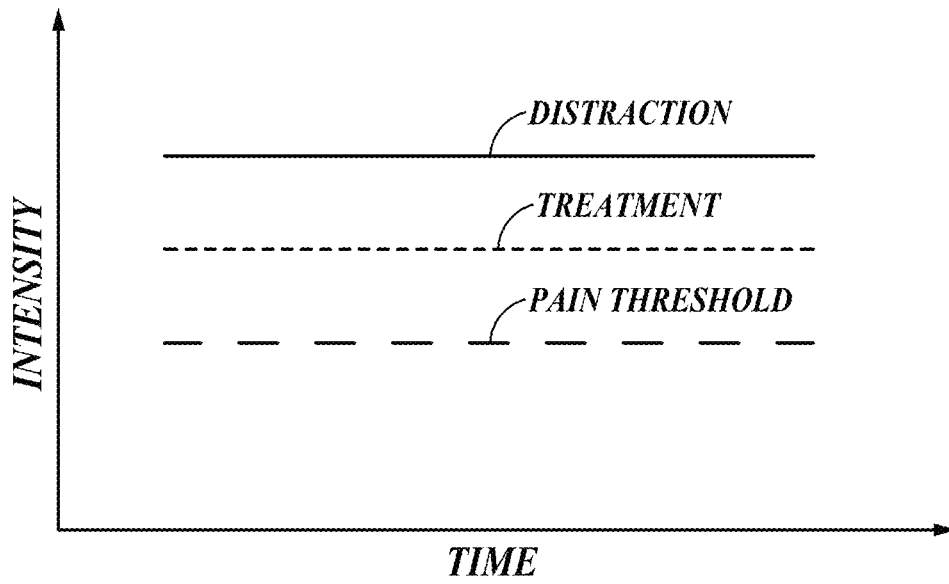 DISTRACTION
TREATMENT
PAIN THRESHOLD
INTENSITY
TIME